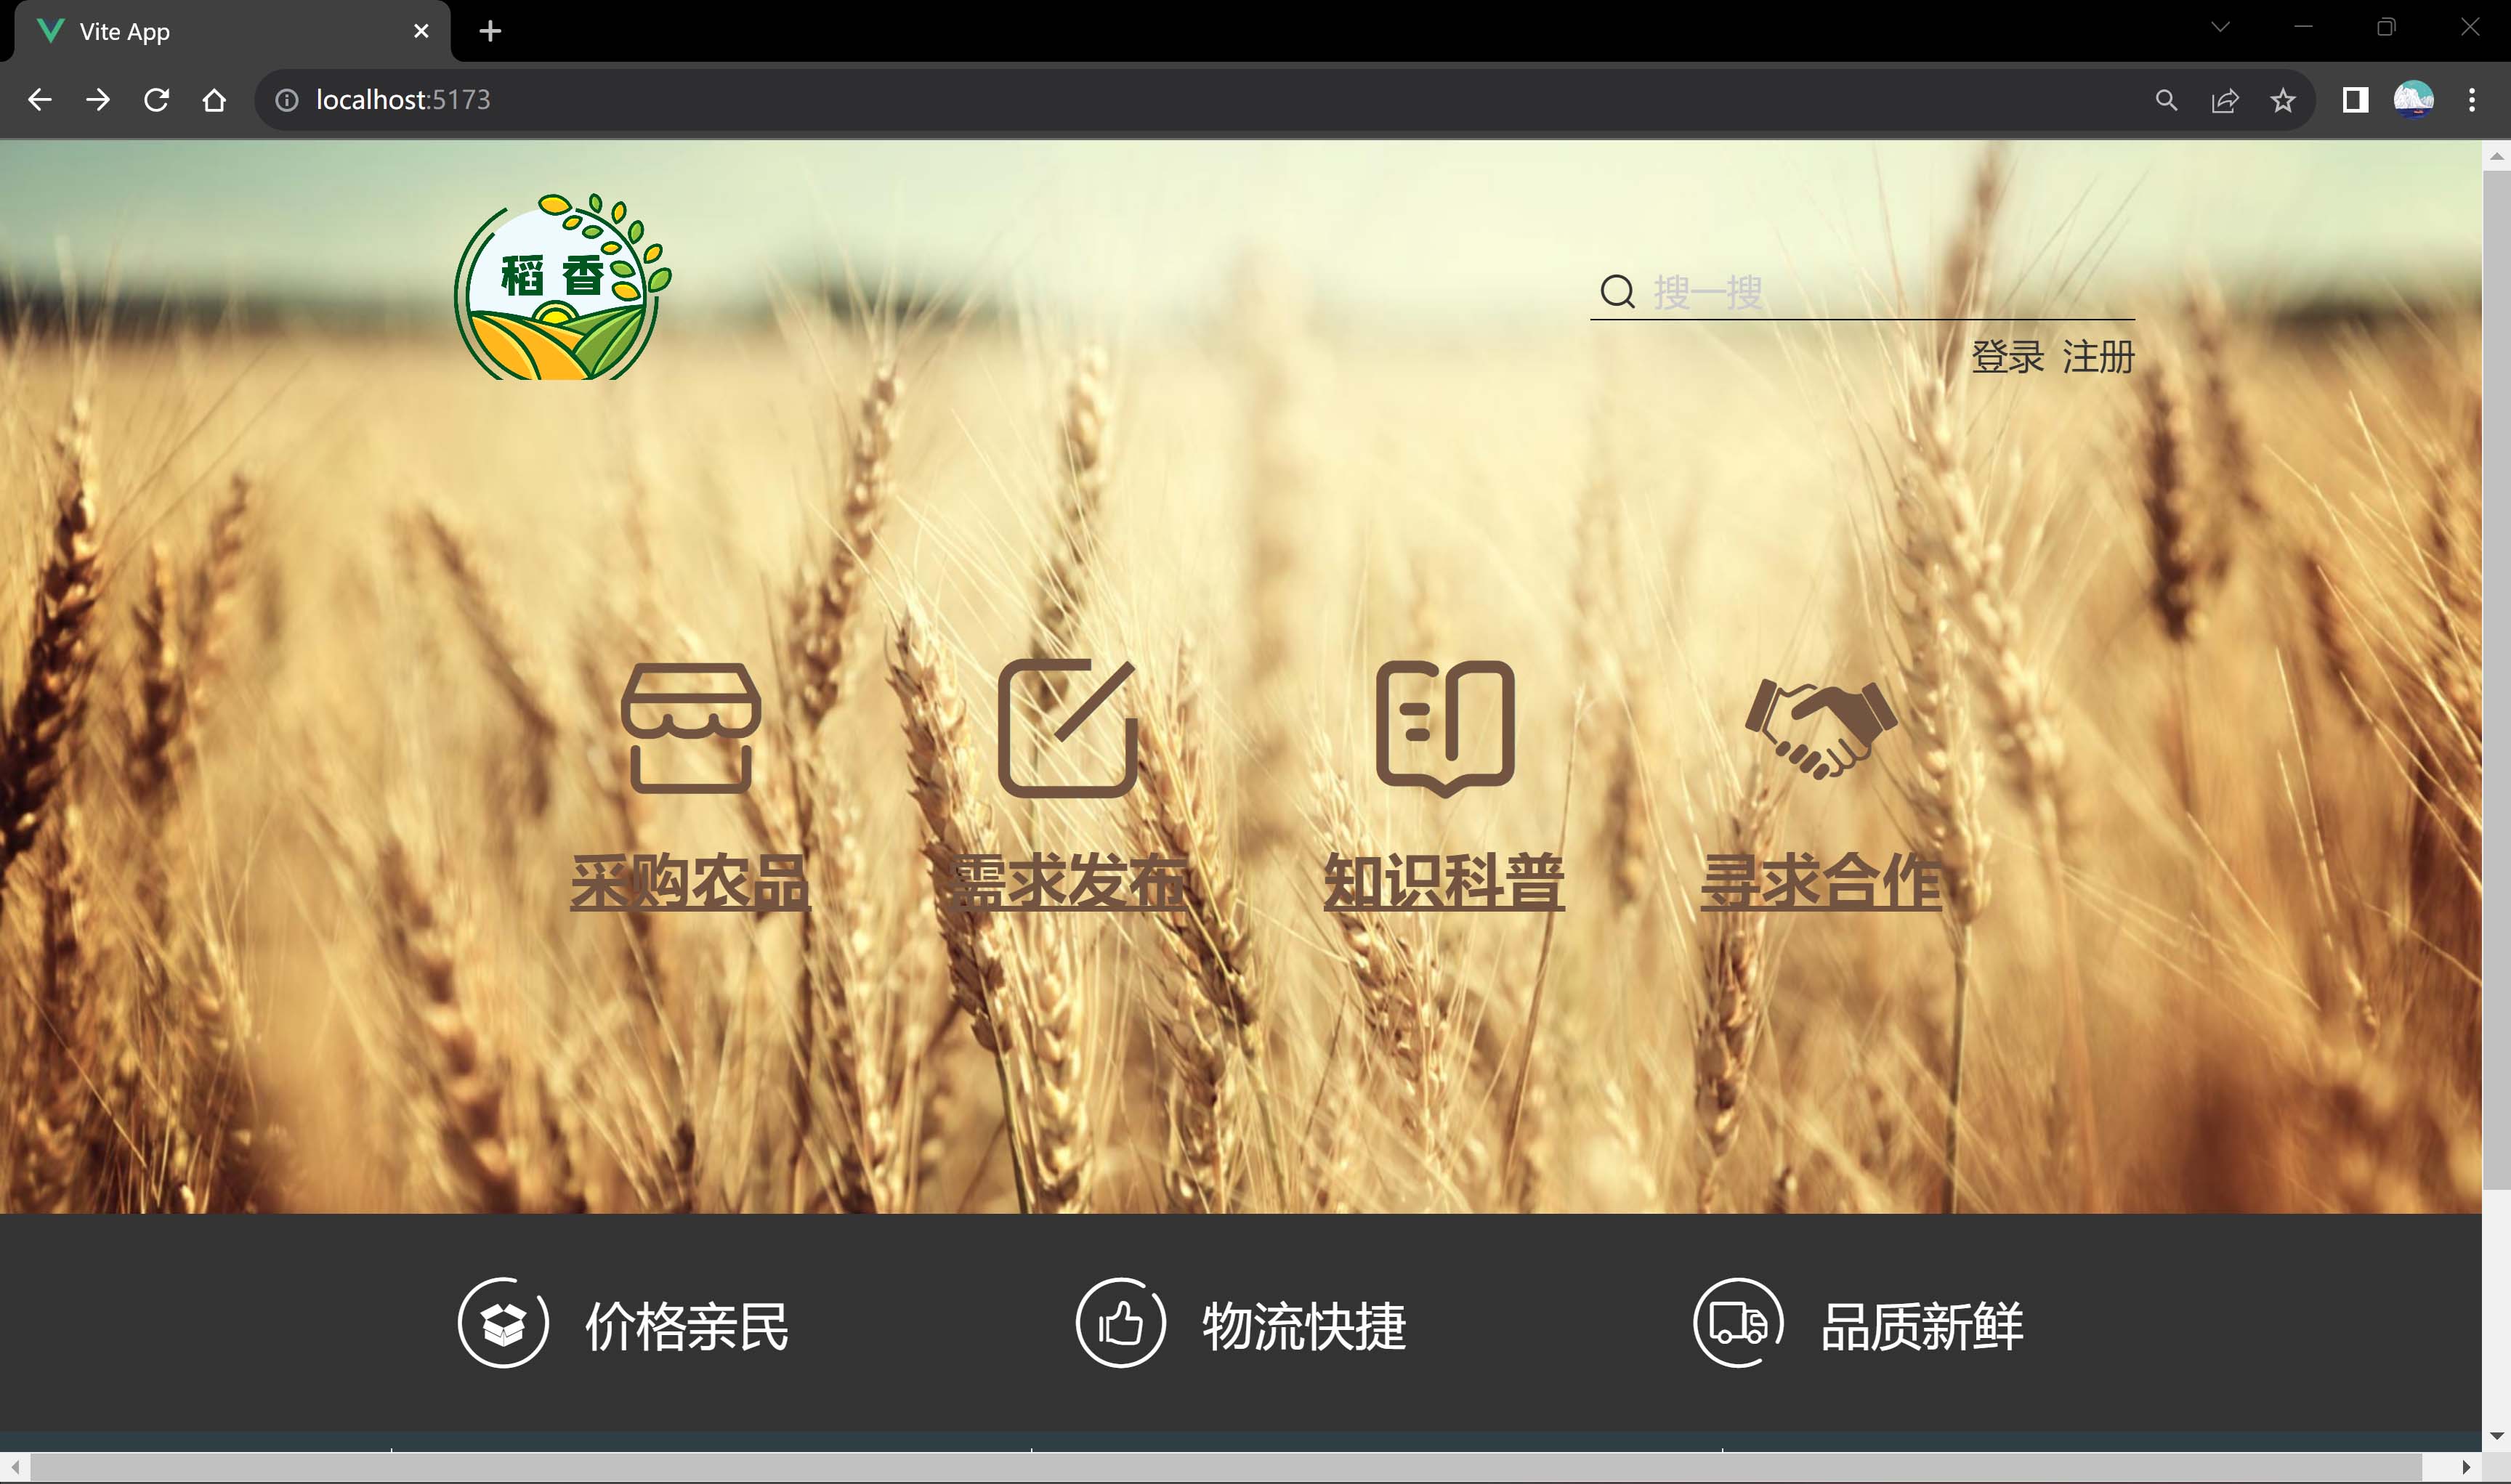 Vite App
localhost:5173
稻香
搜一搜
登录 注册
采购农品 需求发布 知识科普 寻求合作
价格亲民 物流快捷 品质新鲜